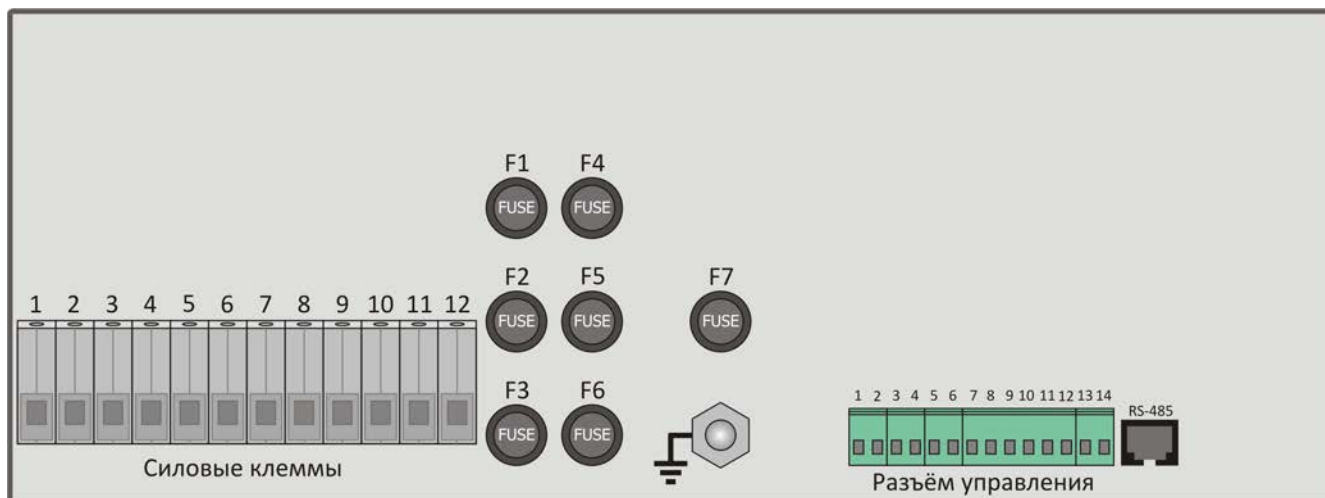 F1 F4
FUSE FUSE
F2 F5 F7
1 2 3 4 5 6 7 8 9 10 11 12
FUSE FUSE FUSE
F3 F6
1 2 3 4 5 6 7 8 9 10 11 12 13 14
RS-485
FUSE FUSE
Силовые клеммы
Разъём управления